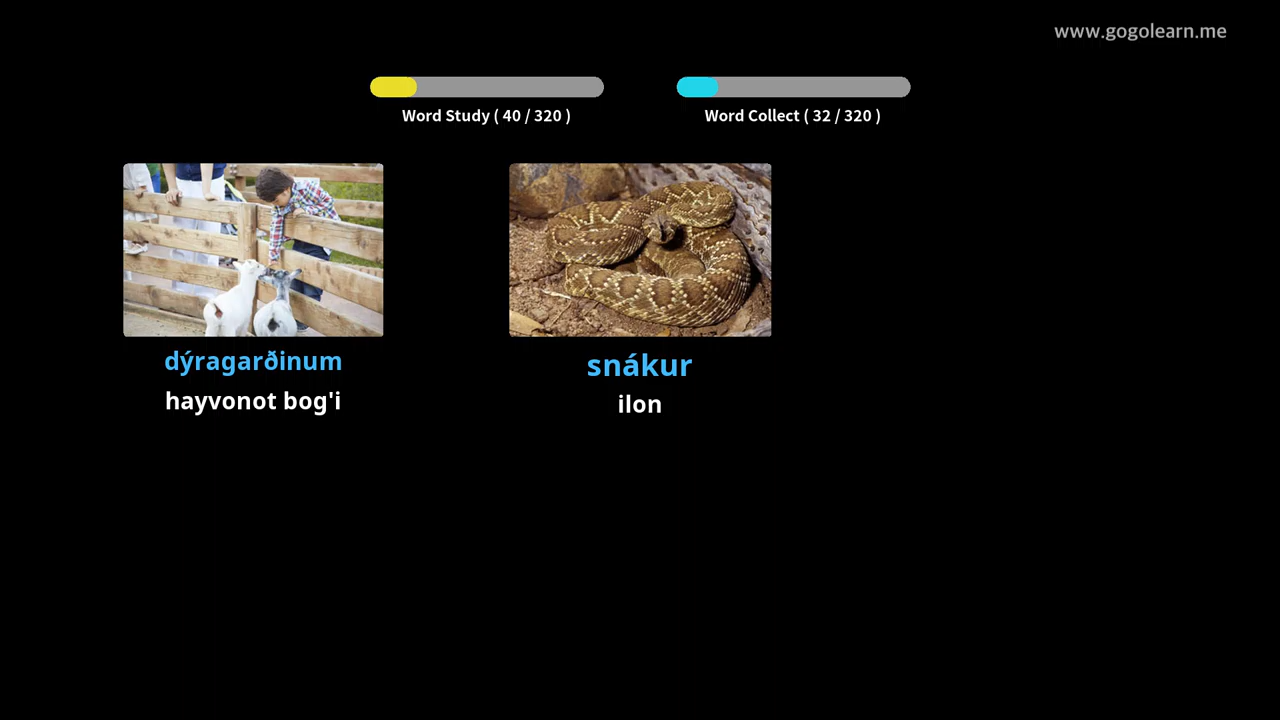 www.gogolearn.me
Word Study ( 40 / 320 )
Word Collect ( 32 / 320 )
dýragarðinum
hayvonot bog'i
snákur
ilon